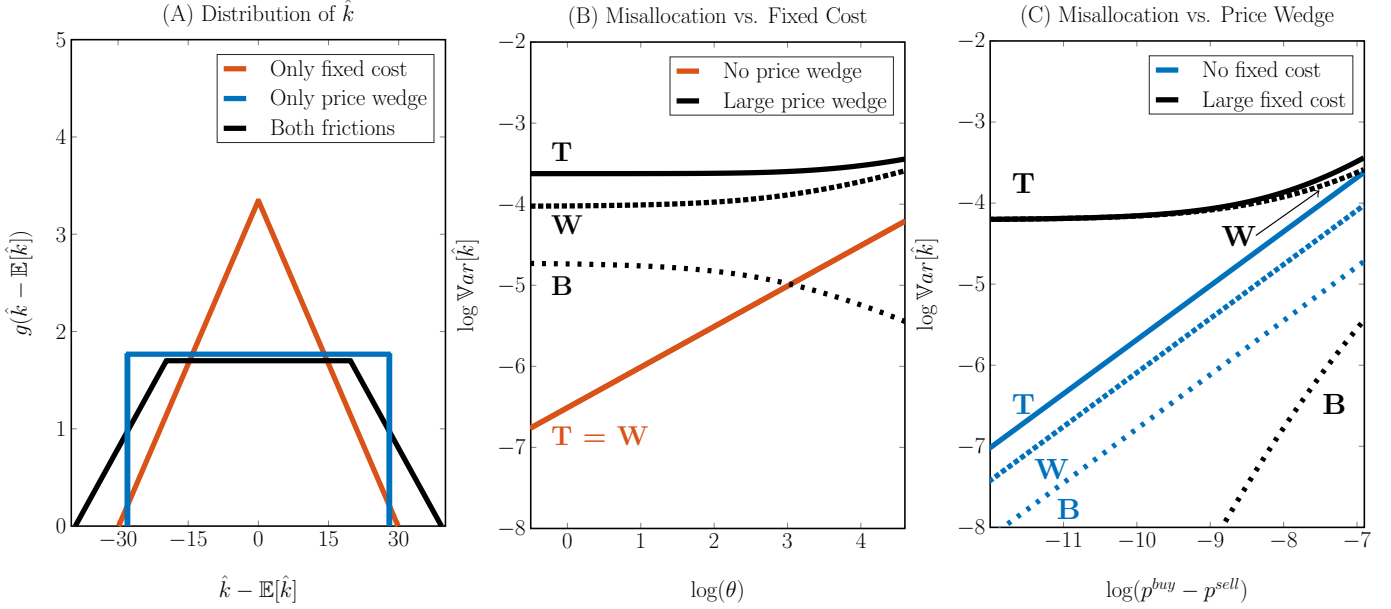 (A) Distribution of k̂
5
4
3
2
1
0
g(k̂ − 𝔼[k̂])
Only fixed cost
Only price wedge
Both frictions
−30 −15 0 15 30
k̂ − 𝔼[k̂]
(B) Misallocation vs. Fixed Cost
−2
−3
−4
−5
−6
−7
−8
log 𝕍ar[k̂]
No price wedge
Large price wedge
T
W
B
T = W
0 1 2 3 4
log(θ)
(C) Misallocation vs. Price Wedge
−2
−3
−4
−5
−6
−7
−8
log 𝕍ar[k̂]
No fixed cost
Large fixed cost
T
W
T
B
W
B
−11 −10 −9 −8 −7
log(p^{buy} − p^{sell})